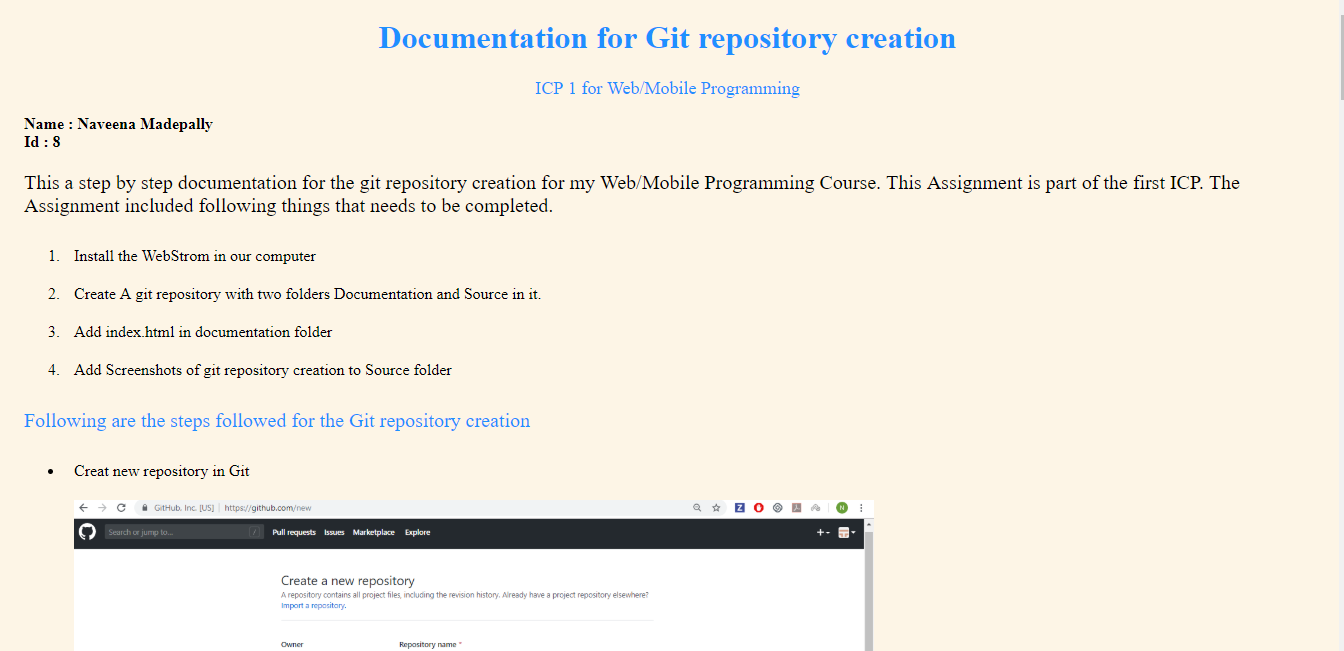 Documentation for Git repository creation
ICP 1 for Web/Mobile Programming
Name : Naveena Madepally
Id : 8
This a step by step documentation for the git repository creation for my Web/Mobile Programming Course. This Assignment is part of the first ICP. The
Assignment included following things that needs to be completed.
1. Install the WebStrom in our computer
2. Create A git repository with two folders Documentation and Source in it.
3. Add index.html in documentation folder
4. Add Screenshots of git repository creation to Source folder
Following are the steps followed for the Git repository creation
• Creat new repository in Git
GitHub, Inc. [US] | https://github.com/new
Search or jump to... / Pull requests Issues Marketplace Explore
Create a new repository
A repository contains all project files, including the revision history. Already have a project repository elsewhere?
Import a repository.
Owner Repository name *